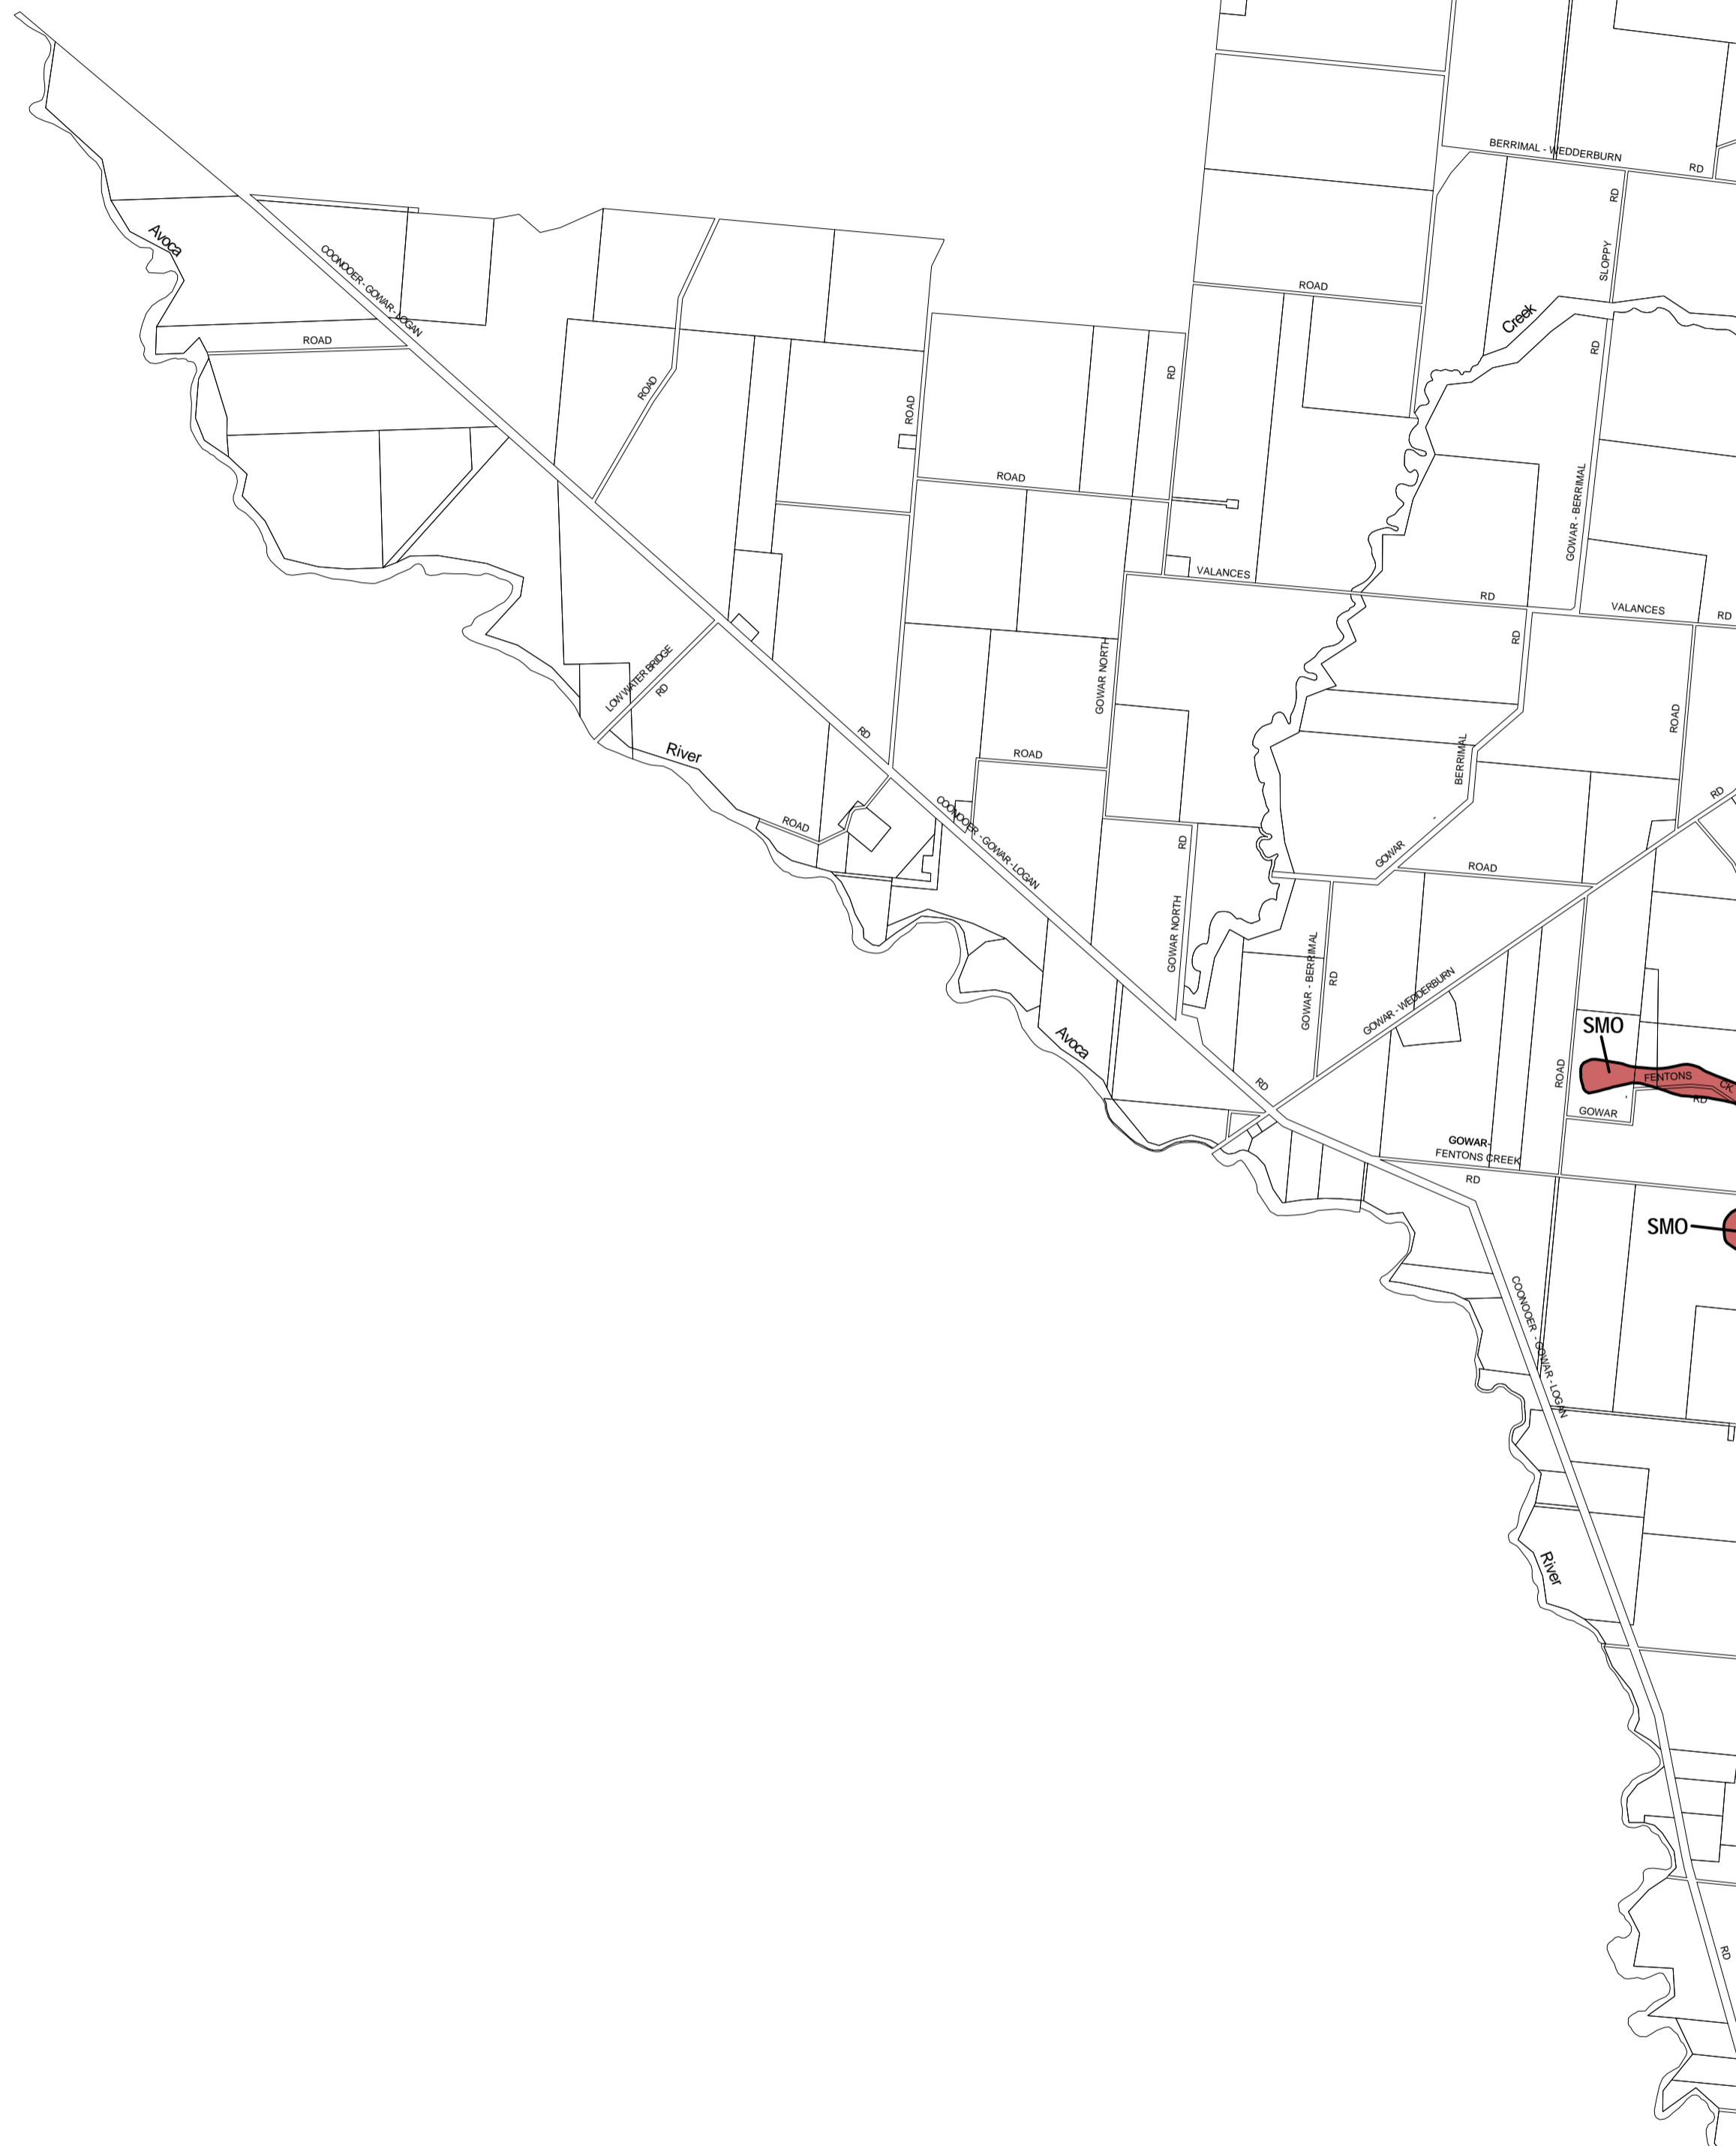 BERRIMAL - WEDDERBURN
RD
RD
SLOPPY
Avoca
COONOOER - GOWAR - LOGAN
ROAD
Creek
ROAD
RD
RD
ROAD
ROAD
ROAD
GOWAR - BERRIMAL
VALANCES
RD
VALANCES
RD
RD
LOW WATER BRIDGE
RD
GOWAR NORTH
ROAD
River
RD
ROAD
BERRIMAL
-
RD
COONOOER - GOWAR - LOGAN
ROAD
RD
GOWAR
ROAD
GOWAR NORTH
GOWAR - BERRIMAL
RD
GOWAR - WEDDERBURN
SMO
Avoca
RD
ROAD
FENTONS
CK
RD
-
GOWAR
GOWAR-
FENTONS CREEK
RD
SMO
COONOOER - GOWAR - LOGAN
River
RD